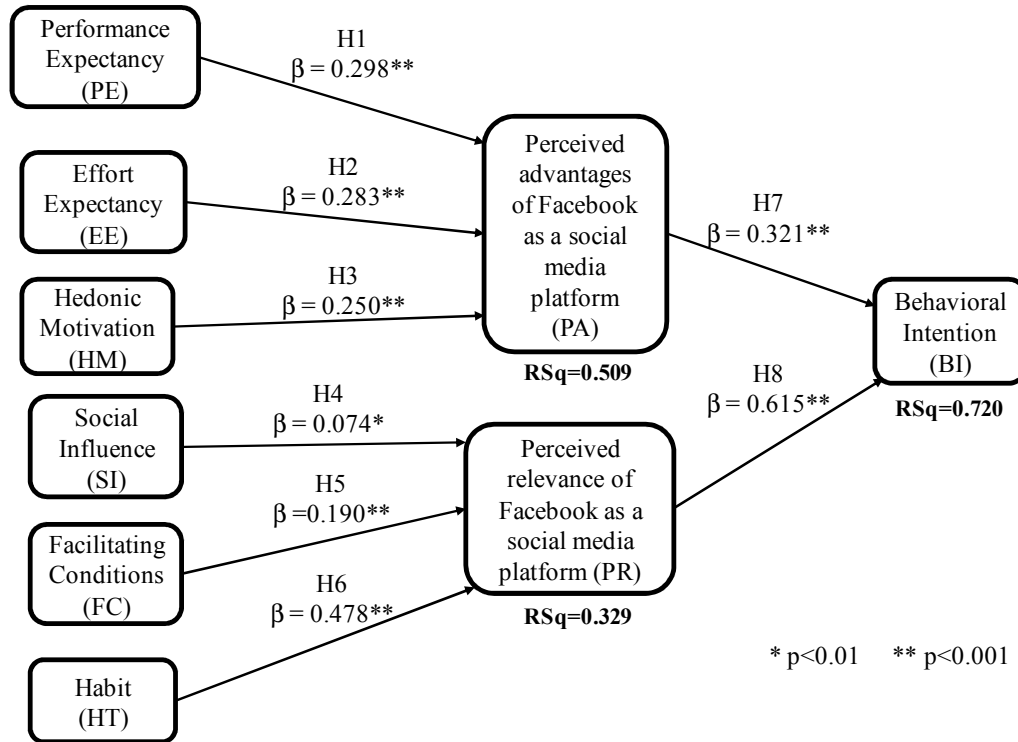 Performance
Expectancy
(PE)
H1
β = 0.298**
Effort
Expectancy
(EE)
H2
β = 0.283**
Hedonic
Motivation
(HM)
H3
β = 0.250**
Perceived
advantages
of Facebook
as a social
media
platform
(PA)
RSq=0.509
H7
β = 0.321**
Social
Influence
(SI)
H4
β = 0.074*
Facilitating
Conditions
(FC)
H5
β =0.190**
Habit
(HT)
H6
β = 0.478**
Perceived
relevance of
Facebook as a
social media
platform (PR)
RSq=0.329
H8
β = 0.615**
Behavioral
Intention
(BI)
RSq=0.720
* p<0.01 ** p<0.001